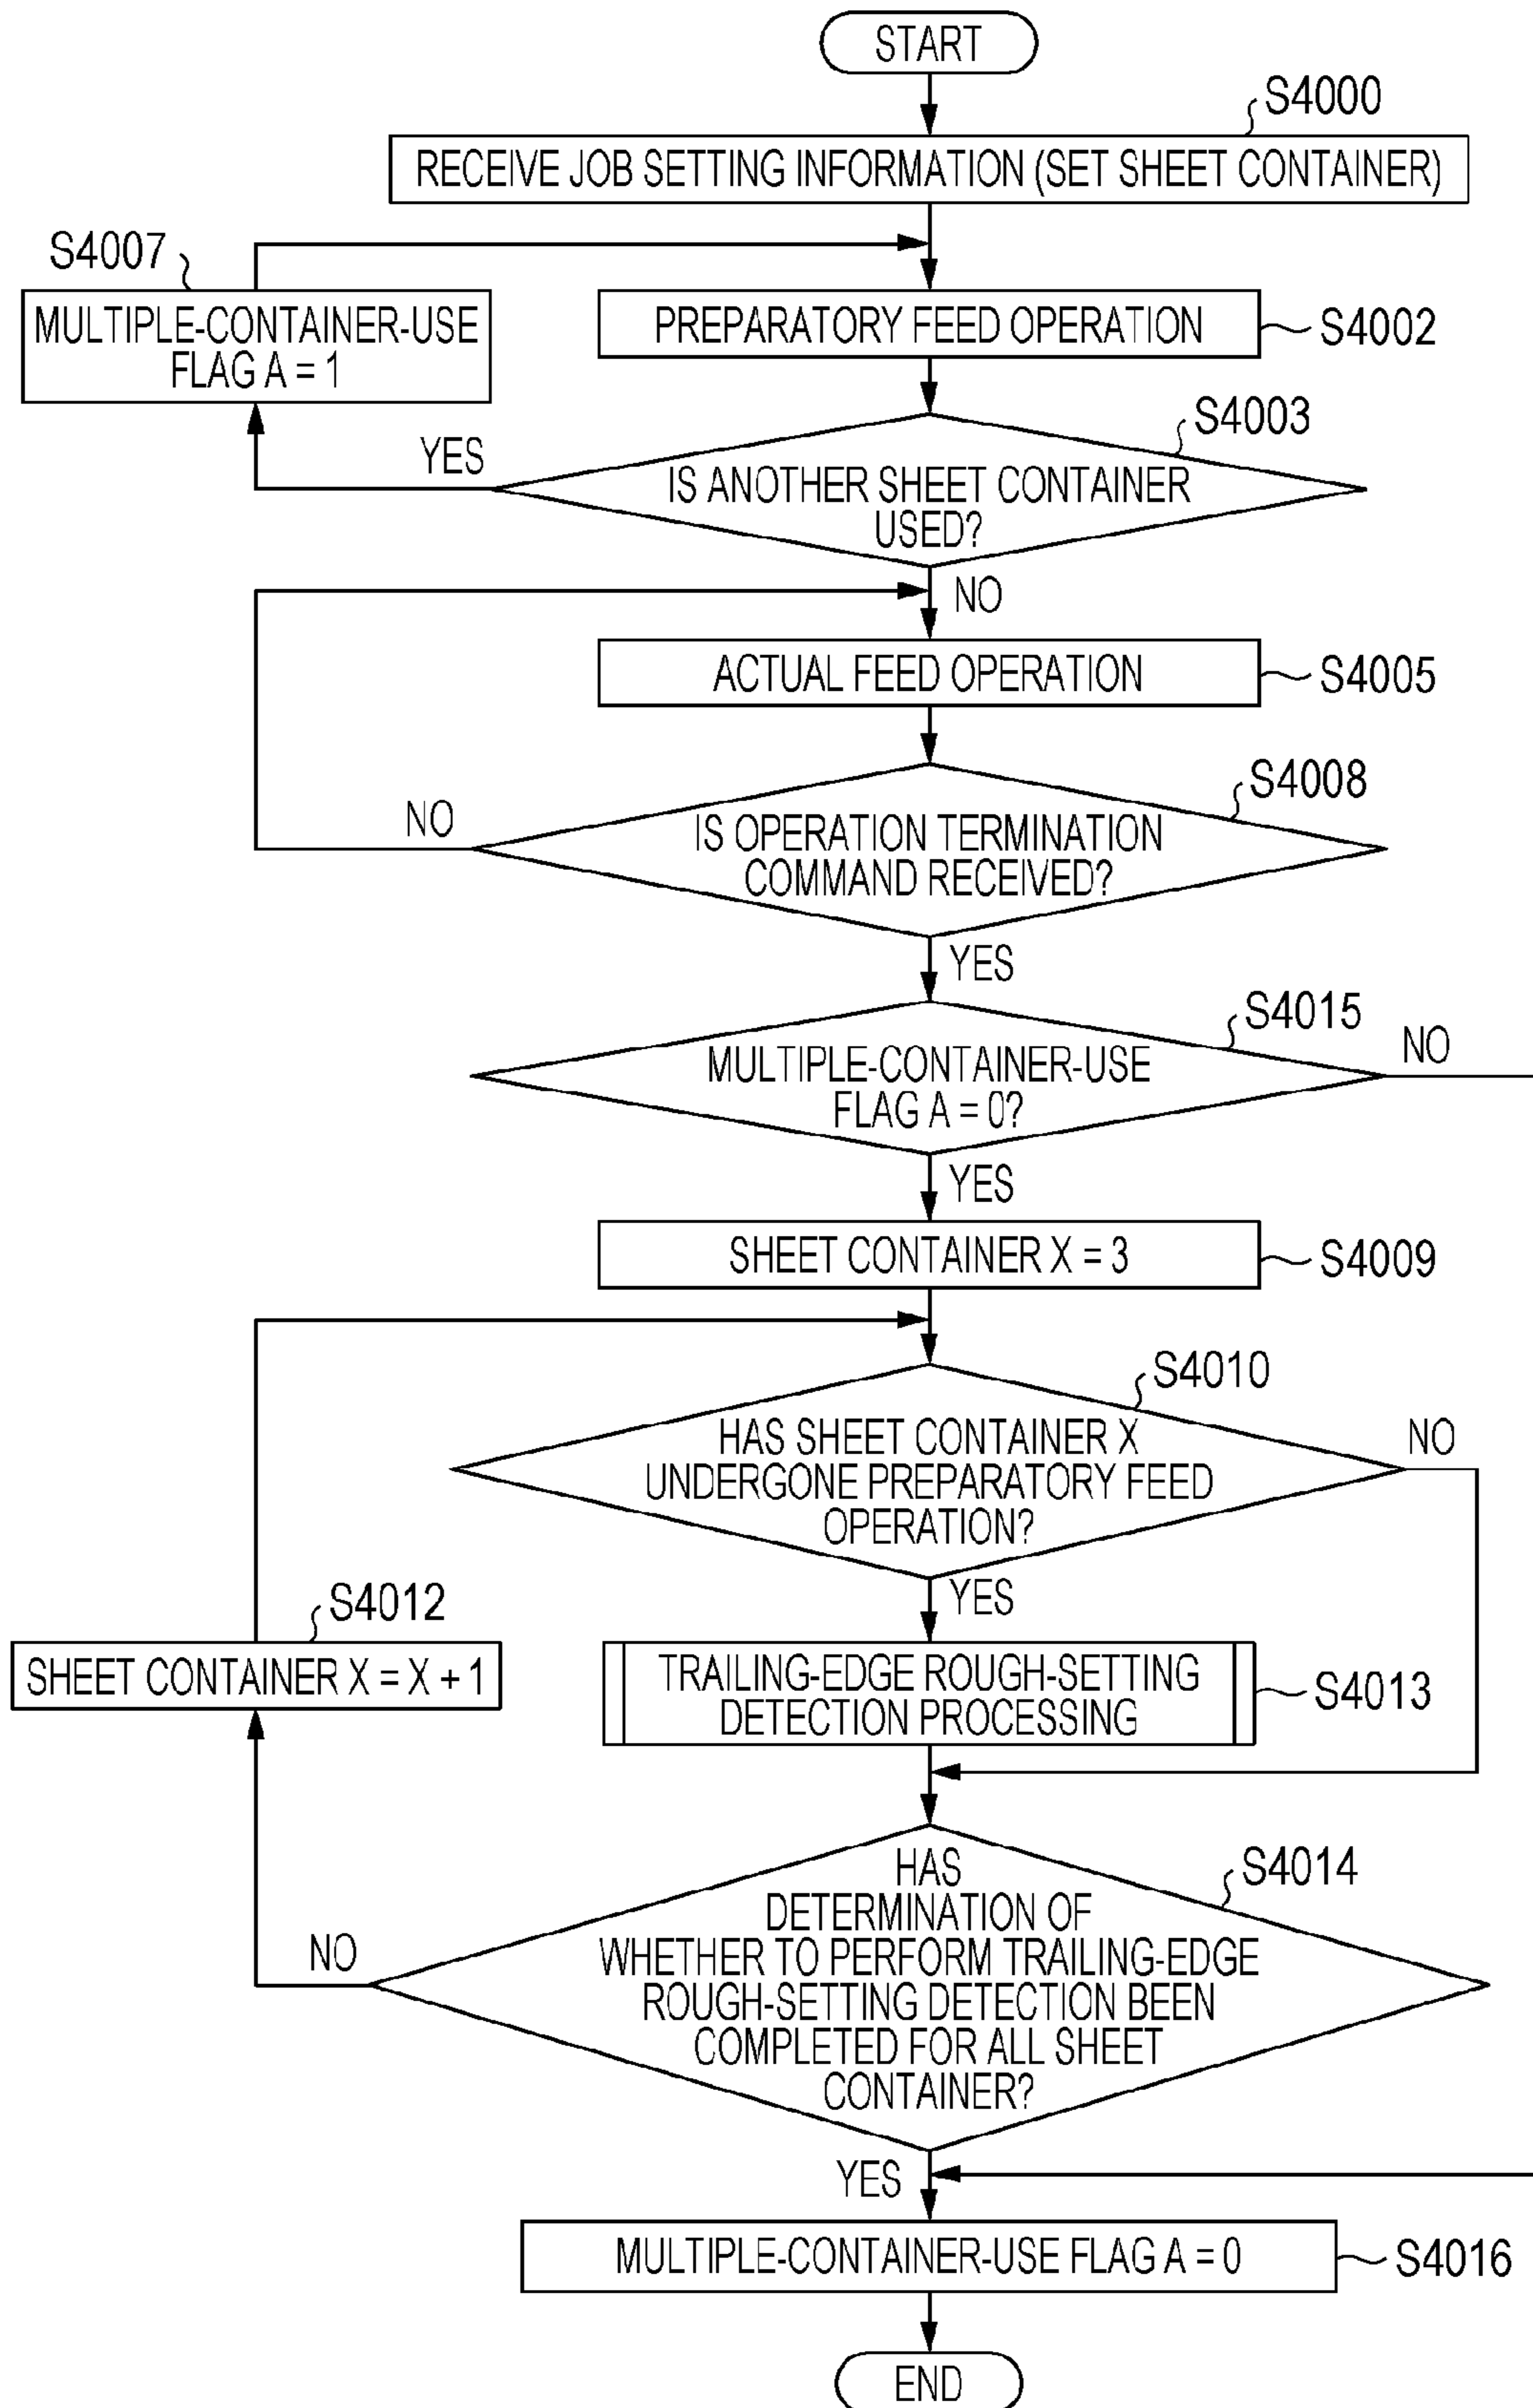 START
S4000
RECEIVE JOB SETTING INFORMATION (SET SHEET CONTAINER)
S4007
MULTIPLE-CONTAINER-USE
FLAG A = 1
PREPARATORY FEED OPERATION
S4002
S4003
YES
IS ANOTHER SHEET CONTAINER
USED?
NO
ACTUAL FEED OPERATION
S4005
S4008
NO
IS OPERATION TERMINATION
COMMAND RECEIVED?
YES
S4015
NO
MULTIPLE-CONTAINER-USE
FLAG A = 0?
YES
SHEET CONTAINER X = 3
S4009
S4010
NO
HAS SHEET CONTAINER X
UNDERGONE PREPARATORY FEED
OPERATION?
YES
S4012
SHEET CONTAINER X = X + 1
TRAILING-EDGE ROUGH-SETTING
DETECTION PROCESSING
S4013
S4014
NO
HAS
DETERMINATION OF
WHETHER TO PERFORM TRAILING-EDGE
ROUGH-SETTING DETECTION BEEN
COMPLETED FOR ALL SHEET
CONTAINER?
YES
MULTIPLE-CONTAINER-USE FLAG A = 0
S4016
END